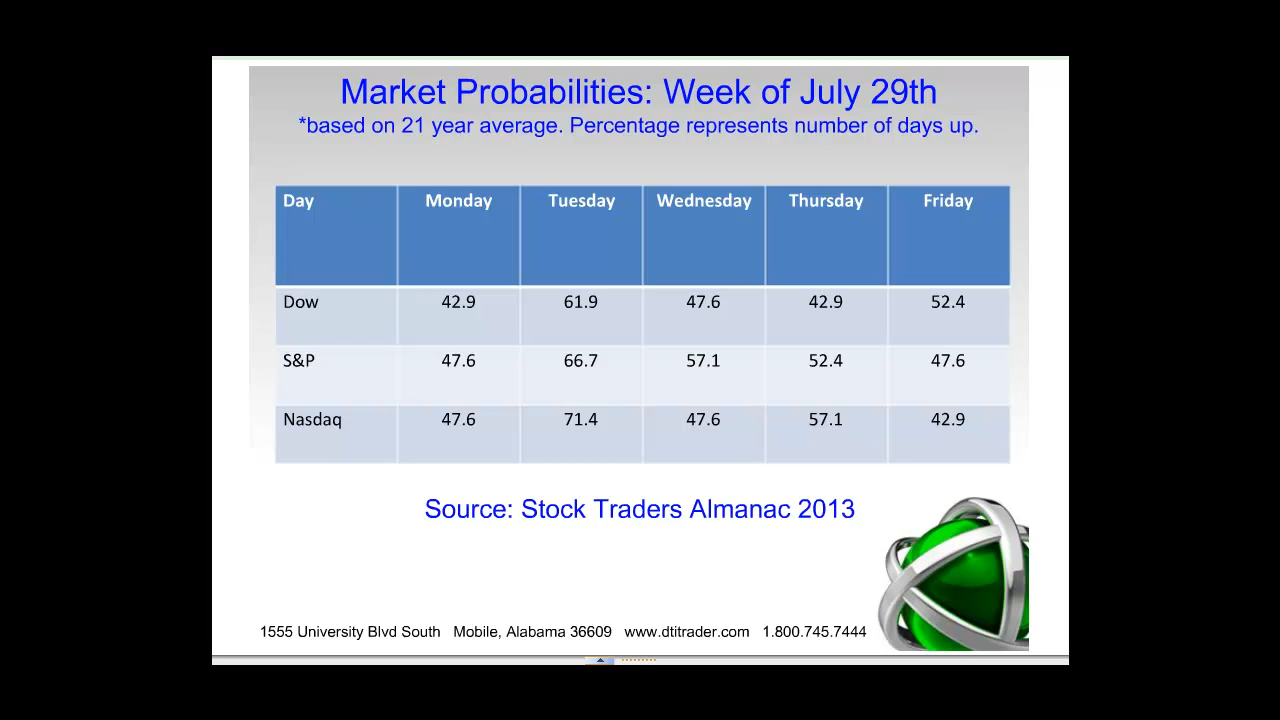 Market Probabilities: Week of July 29th
*based on 21 year average. Percentage represents number of days up.
Day Monday Tuesday Wednesday Thursday Friday
Dow 42.9 61.9 47.6 42.9 52.4
S&P 47.6 66.7 57.1 52.4 47.6
Nasdaq 47.6 71.4 47.6 57.1 42.9
Source: Stock Traders Almanac 2013
1555 University Blvd South Mobile, Alabama 36609 www.dtitrader.com 1.800.745.7444